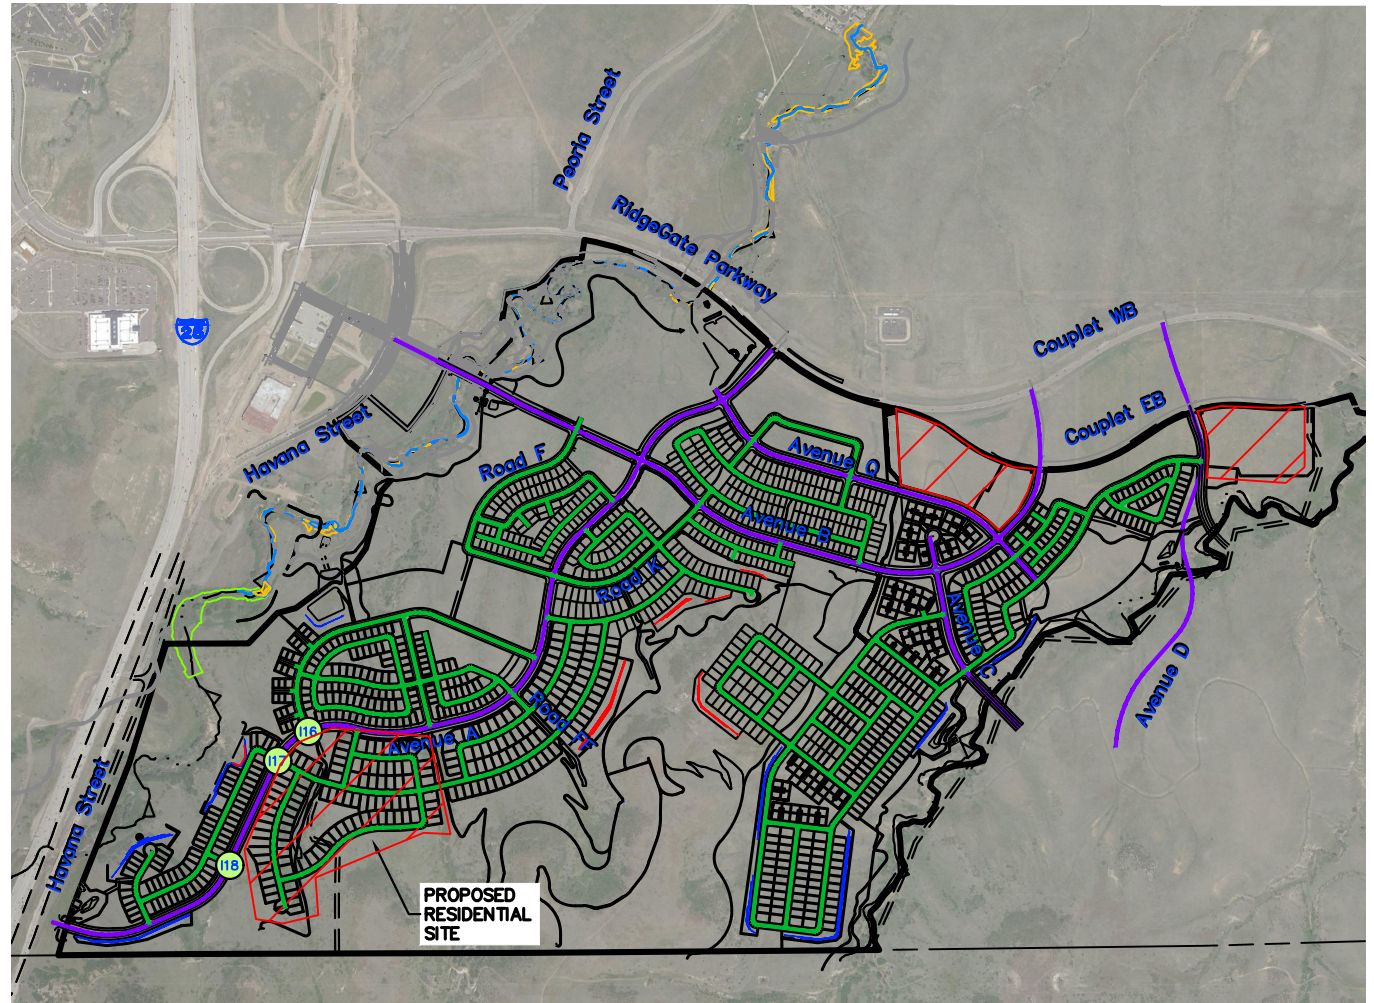 Peoria Street
RidgeGate Parkway
Couplet WB
25
Couplet EB
Havana Street
Road F
Avenue Q
Avenue B
Road K
Avenue C
Avenue D
Road FF
I16
Avenue A
I17
Havana Street
I18
PROPOSED
RESIDENTIAL
SITE